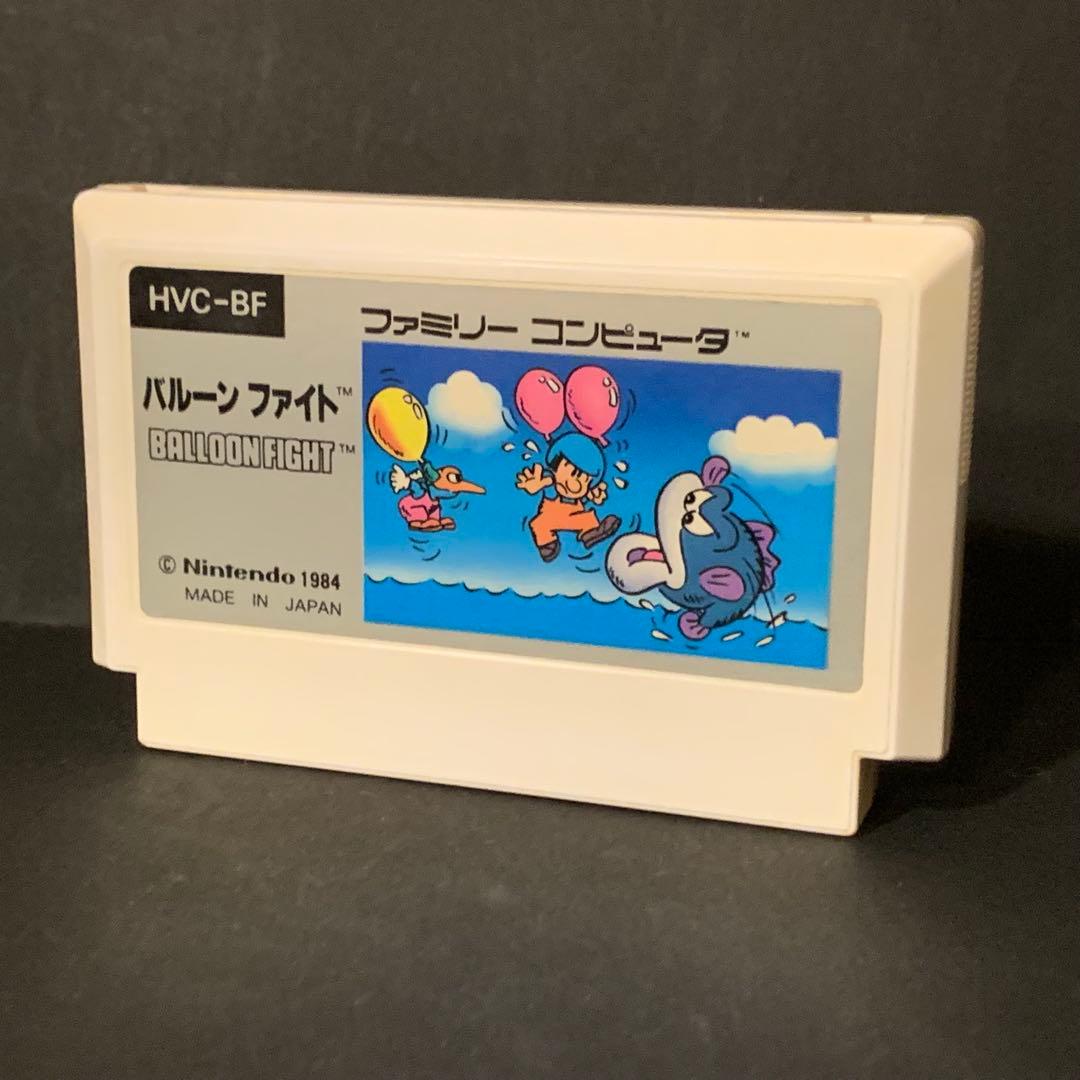 HVC-BF
ファミリー コンピュータ™
バルーン ファイト™
BALLOON FIGHT™
© Nintendo 1984
MADE IN JAPAN